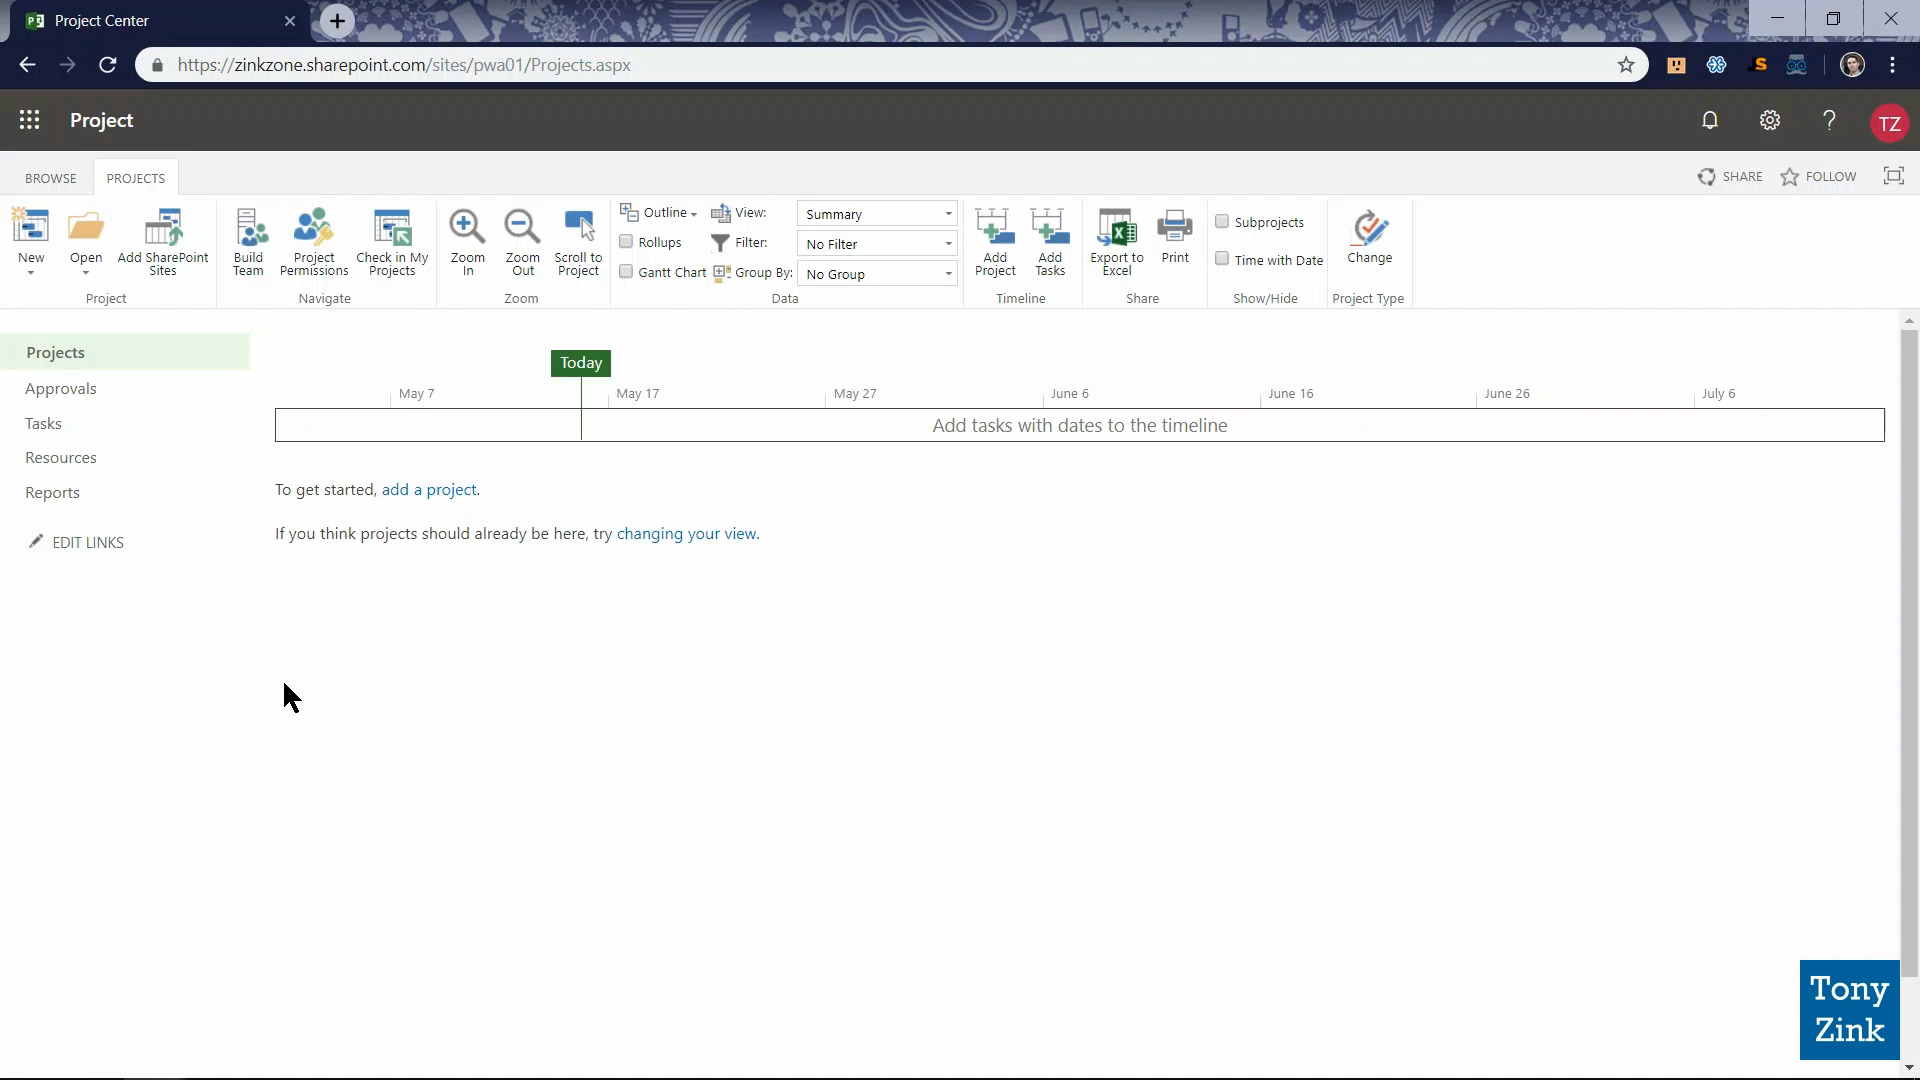 Project Center
https://zinkzone.sharepoint.com/sites/pwa01/Projects.aspx
Project
TZ
BROWSE
PROJECTS
SHARE
FOLLOW
New
Open
Add SharePoint Sites
Project
Build Team
Project Permissions
Check in My Projects
Navigate
Zoom In
Zoom Out
Scroll to Project
Zoom
Outline
Rollups
Gantt Chart
View: Summary
Filter: No Filter
Group By: No Group
Data
Add Project
Add Tasks
Timeline
Export to Excel
Print
Share
Subprojects
Time with Date
Show/Hide
Change
Project Type
Projects
Approvals
Tasks
Resources
Reports
EDIT LINKS
Today
May 7 May 17 May 27 June 6 June 16 June 26 July 6
Add tasks with dates to the timeline
To get started, add a project.
If you think projects should already be here, try changing your view.
Tony
Zink